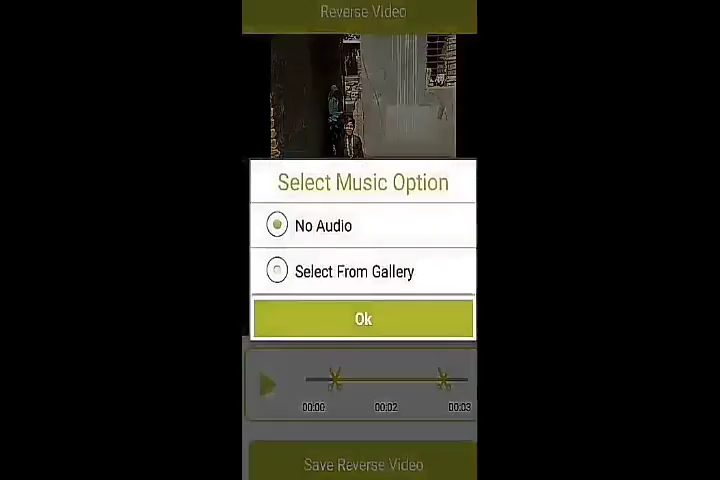 Reverse Video
Select Music Option
No Audio
Select From Gallery
Ok
00:00 00:02 00:03
Save Reverse Video